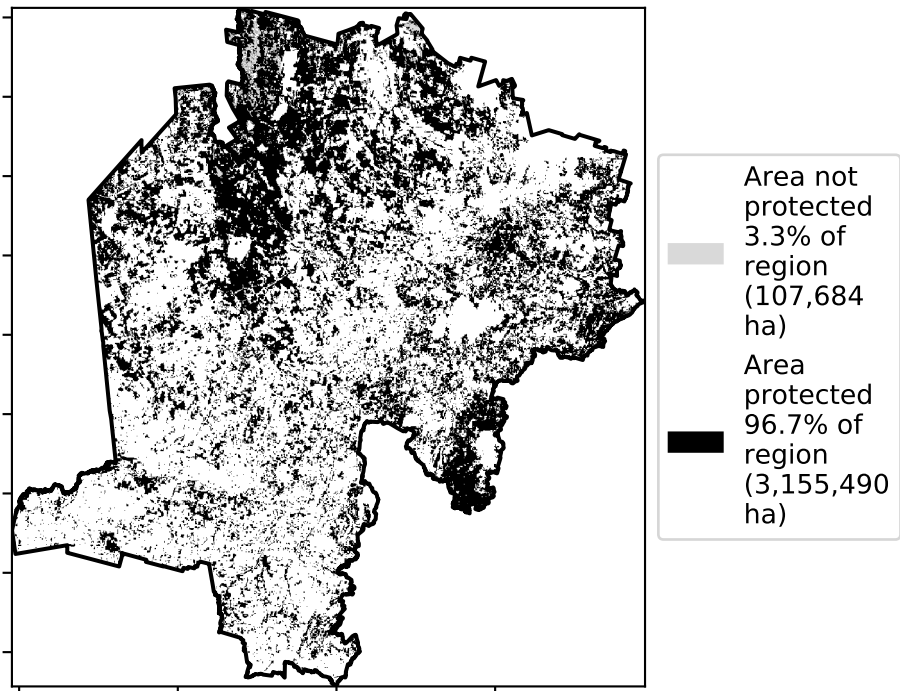 Area not
protected
3.3% of
region
(107,684
ha)
Area
protected
96.7% of
region
(3,155,490
ha)